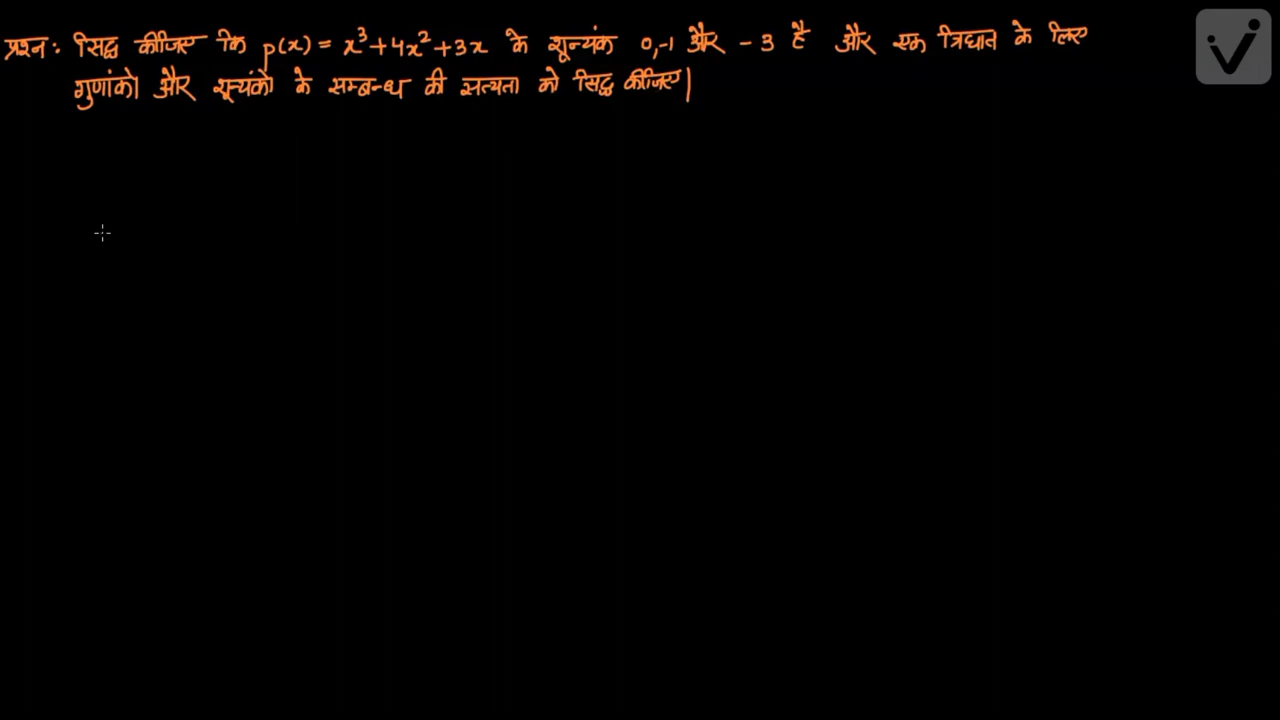 प्रश्न: सिद्ध कीजिए कि p(x) = x³+4x²+3x के शून्यंक 0,-1 और -3 है और एक त्रिघात के लिए
गुणांको और शून्यंको के सम्बन्ध की सत्यता को सिद्ध कीजिए|